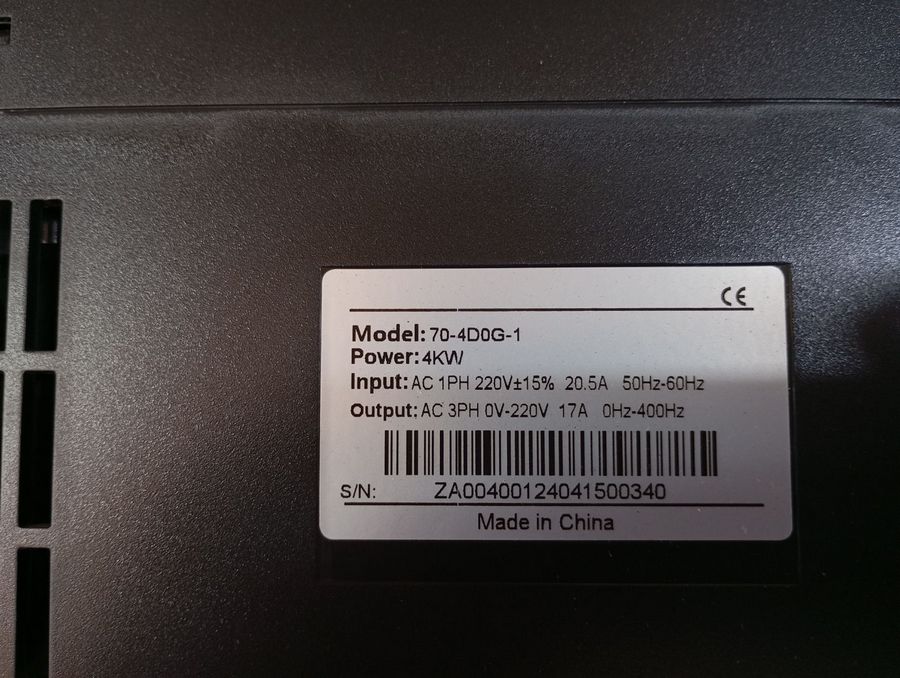 CE
Model: 70-4D0G-1
Power: 4KW
Input: AC 1PH 220V±15% 20.5A 50Hz-60Hz
Output: AC 3PH 0V-220V 17A 0Hz-400Hz
S/N: ZA00400124041500340
Made in China